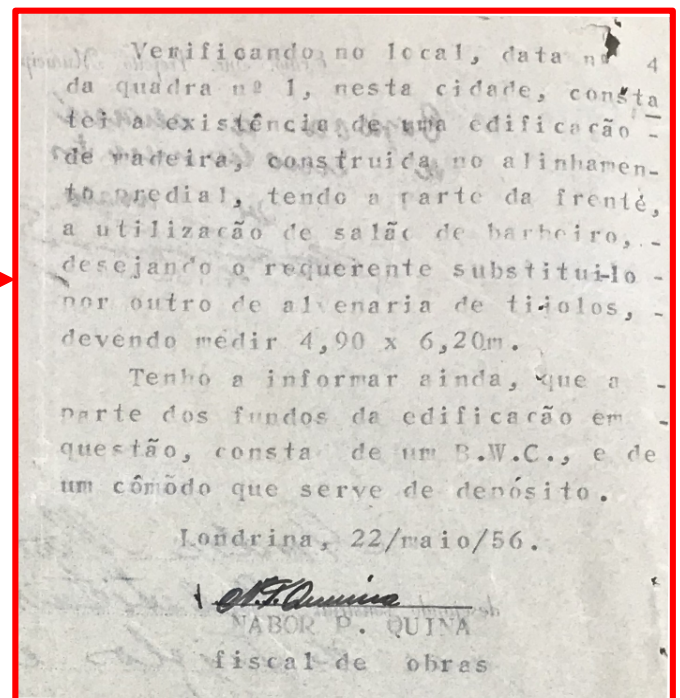 Verificando no local, data nº 4
da quadra nº 1, nesta cidade, consta
tei a existência de uma edificacão -
de madeira, construida no alinhamen-
to predial, tendo a parte da frente,
a utilizacão de salão de barbeiro, -
desejando o requerente substitui-lo -
por outro de alvenaria de tijolos, -
devendo médir 4,90 x 6,20m.
Tenho a informar ainda, que a -
parte dos fundos da edificacão em -
questão, consta de um B.W.C., e de
um cômodo que serve de depósito.
Londrina, 22/maio/56.
NABOR P. QUINA
fiscal de obras